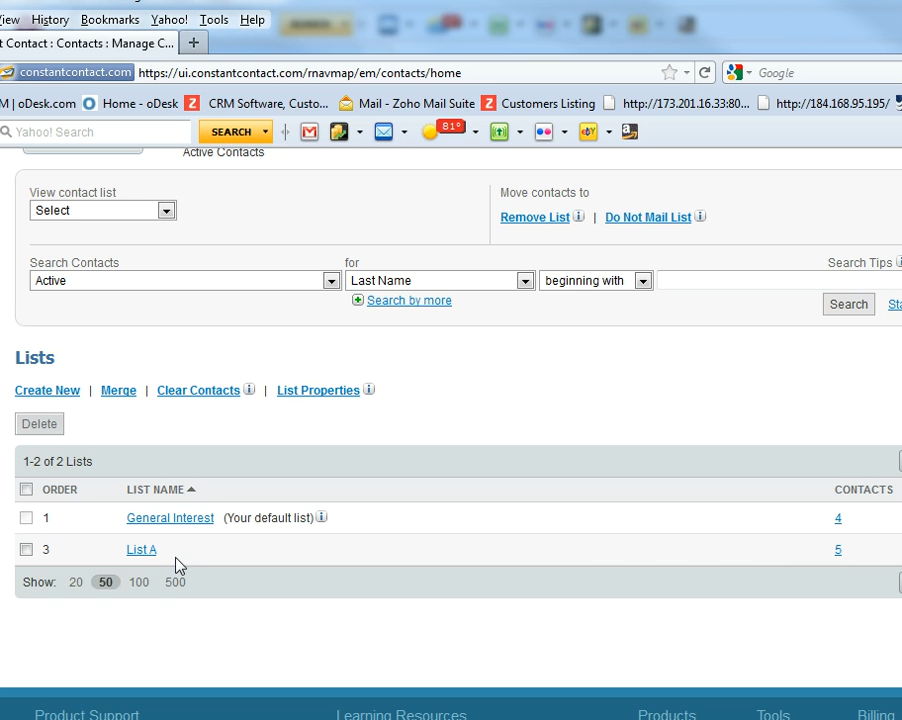 View History Bookmarks Yahoo! Tools Help
t Contact : Contacts : Manage C... +
constantcontact.com https://ui.constantcontact.com/rnavmap/em/contacts/home Google
M | oDesk.com Home - oDesk CRM Software, Custo... Mail - Zoho Mail Suite Customers Listing http://173.201.16.33:80... http://184.168.95.195/
Yahoo! Search SEARCH 81°
Active Contacts
View contact list Move contacts to
Select Remove List | Do Not Mail List
Search Contacts for Search Tips
Active Last Name beginning with
Search by more Search Sta
Lists
Create New | Merge | Clear Contacts | List Properties
Delete
1-2 of 2 Lists
ORDER LIST NAME CONTACTS
1 General Interest (Your default list) 4
3 List A 5
Show: 20 50 100 500
Product Support Learning Resources Products Tools Billing